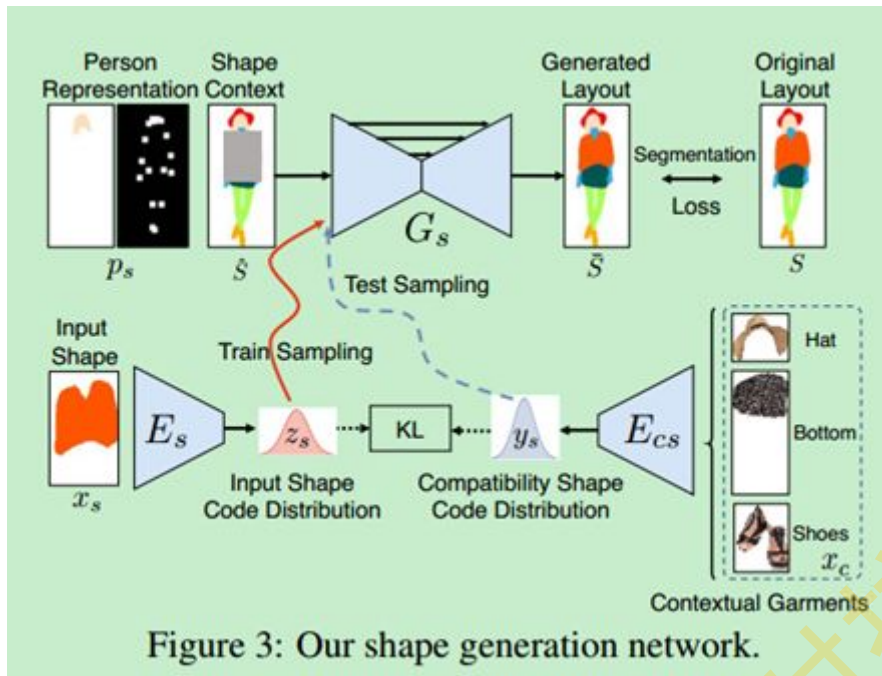 Person
Representation
Shape
Context
Generated
Layout
Original
Layout
Segmentation
Loss
G_s
p_s
Ŝ
S̄
S
Test Sampling
Input
Shape
Train Sampling
Hat
E_s
z_s
KL
y_s
E_cs
Bottom
x_s
Input Shape
Code Distribution
Compatibility Shape
Code Distribution
Shoes
x_c
Contextual Garments
Figure 3: Our shape generation network.